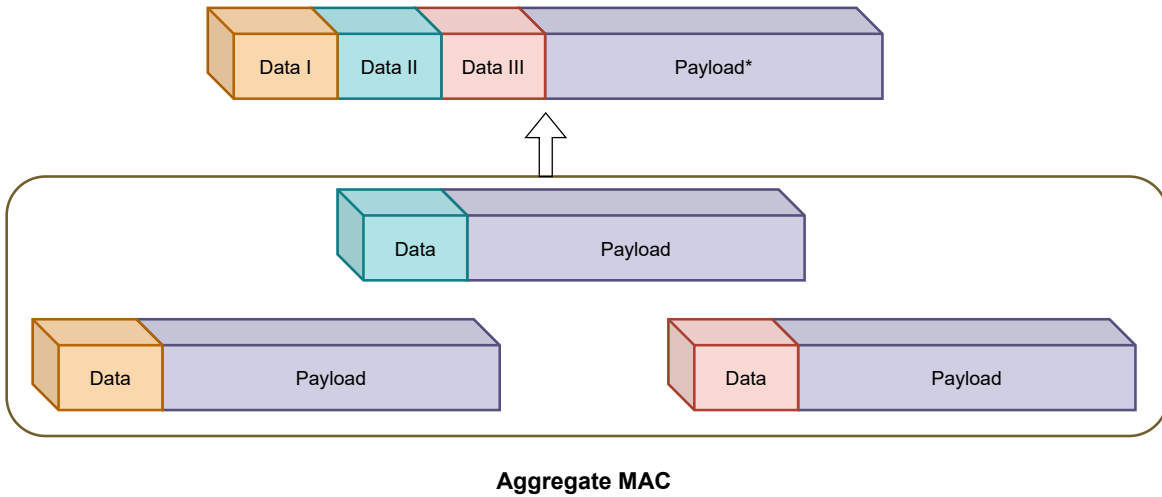 Data I
Data II
Data III
Payload*
Data
Payload
Data
Payload
Data
Payload
Aggregate MAC